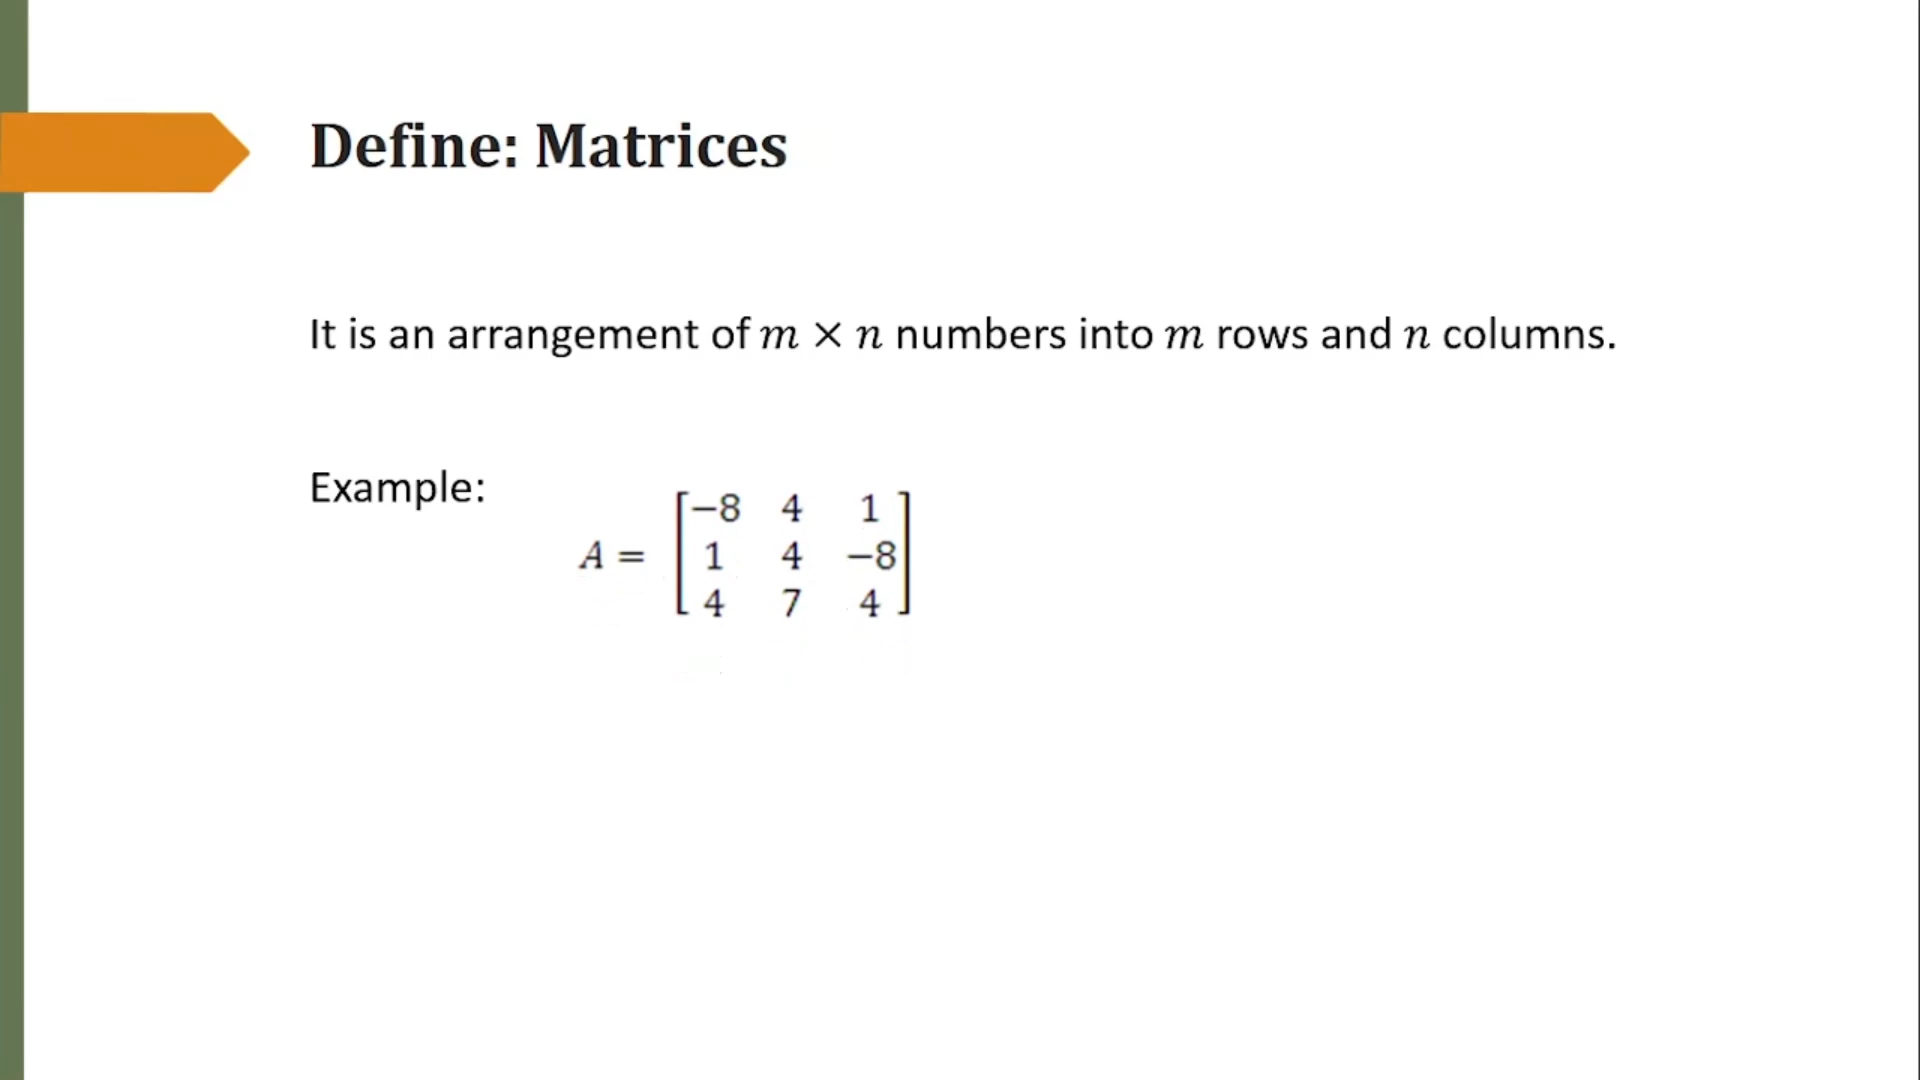 Define: Matrices
It is an arrangement of m × n numbers into m rows and n columns.
Example:
A = [−8 4 1
1 4 −8
4 7 4]